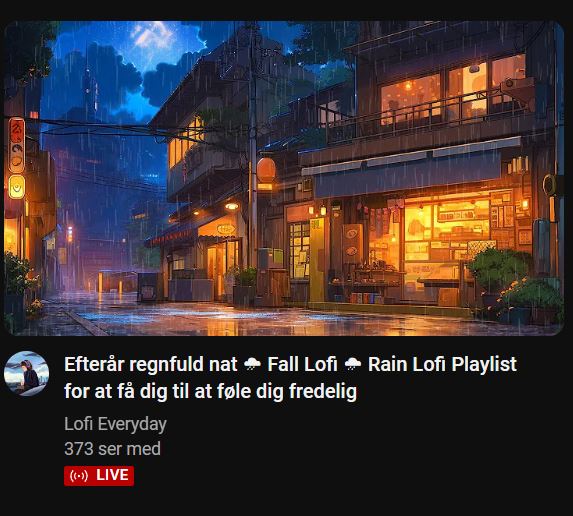 Efterår regnfuld nat 🌧 Fall Lofi 🌧 Rain Lofi Playlist
for at få dig til at føle dig fredelig
Lofi Everyday
373 ser med
LIVE